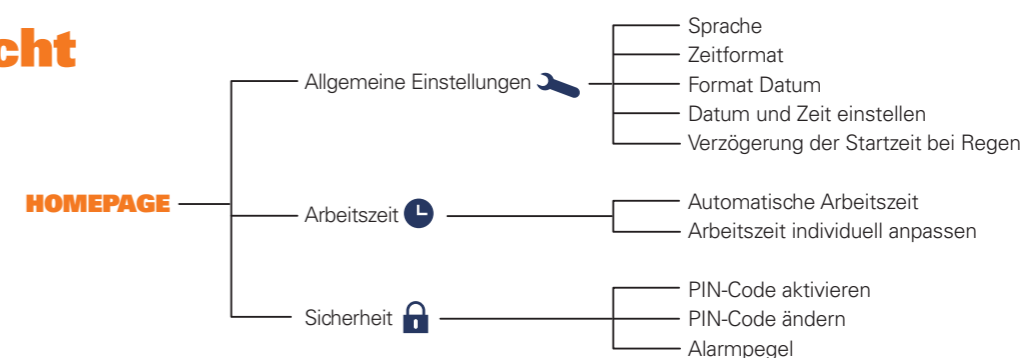 cht
Sprache
Zeitformat
Allgemeine Einstellungen
Format Datum
Datum und Zeit einstellen
Verzögerung der Startzeit bei Regen
HOMEPAGE
Arbeitszeit
Automatische Arbeitszeit
Arbeitszeit individuell anpassen
Sicherheit
PIN-Code aktivieren
PIN-Code ändern
Alarmpegel